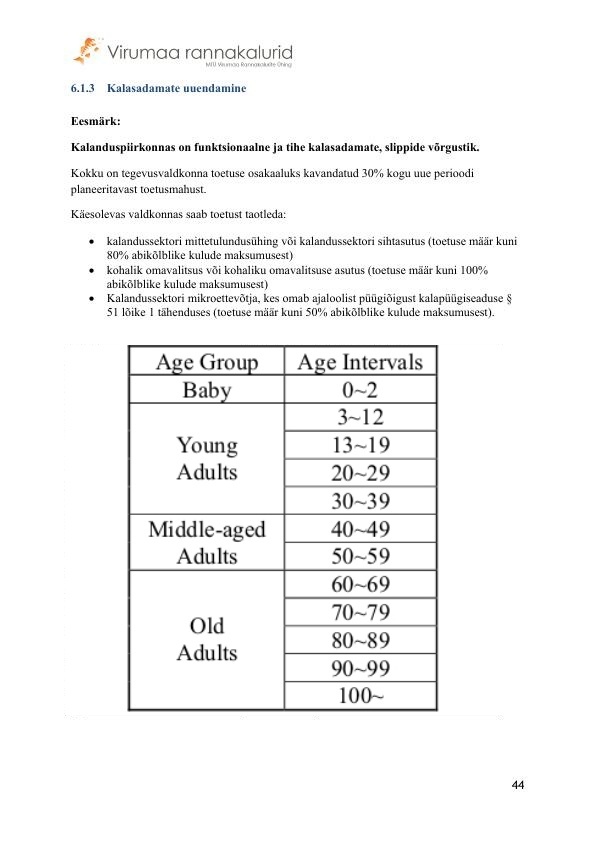 Virumaa rannakalurid
MTÜ Virumaa Rannakalurite Ühing
6.1.3 Kalasadamate uuendamine
Eesmärk:
Kalanduspiirkonnas on funktsionaalne ja tihe kalasadamate, slippide võrgustik.
Kokku on tegevusvaldkonna toetuse osakaaluks kavandatud 30% kogu uue perioodi
planeeritavast toetusmahust.
Käesolevas valdkonnas saab toetust taotleda:
• kalandussektori mittetulundusühing või kalandussektori sihtasutus (toetuse määr kuni
80% abikõlblike kulude maksumusest)
• kohalik omavalitsus või kohaliku omavalitsuse asutus (toetuse määr kuni 100%
abikõlblike kulude maksumusest)
• Kalandussektori mikroettevõtja, kes omab ajaloolist püügiõigust kalapüügiseaduse §
51 lõike 1 tähenduses (toetuse määr kuni 50% abikõlblike kulude maksumusest).
Age Group Age Intervals
Baby 0~2
3~12
Young 13~19
Adults 20~29
30~39
Middle-aged 40~49
Adults 50~59
60~69
70~79
Old 80~89
Adults 90~99
100~
44